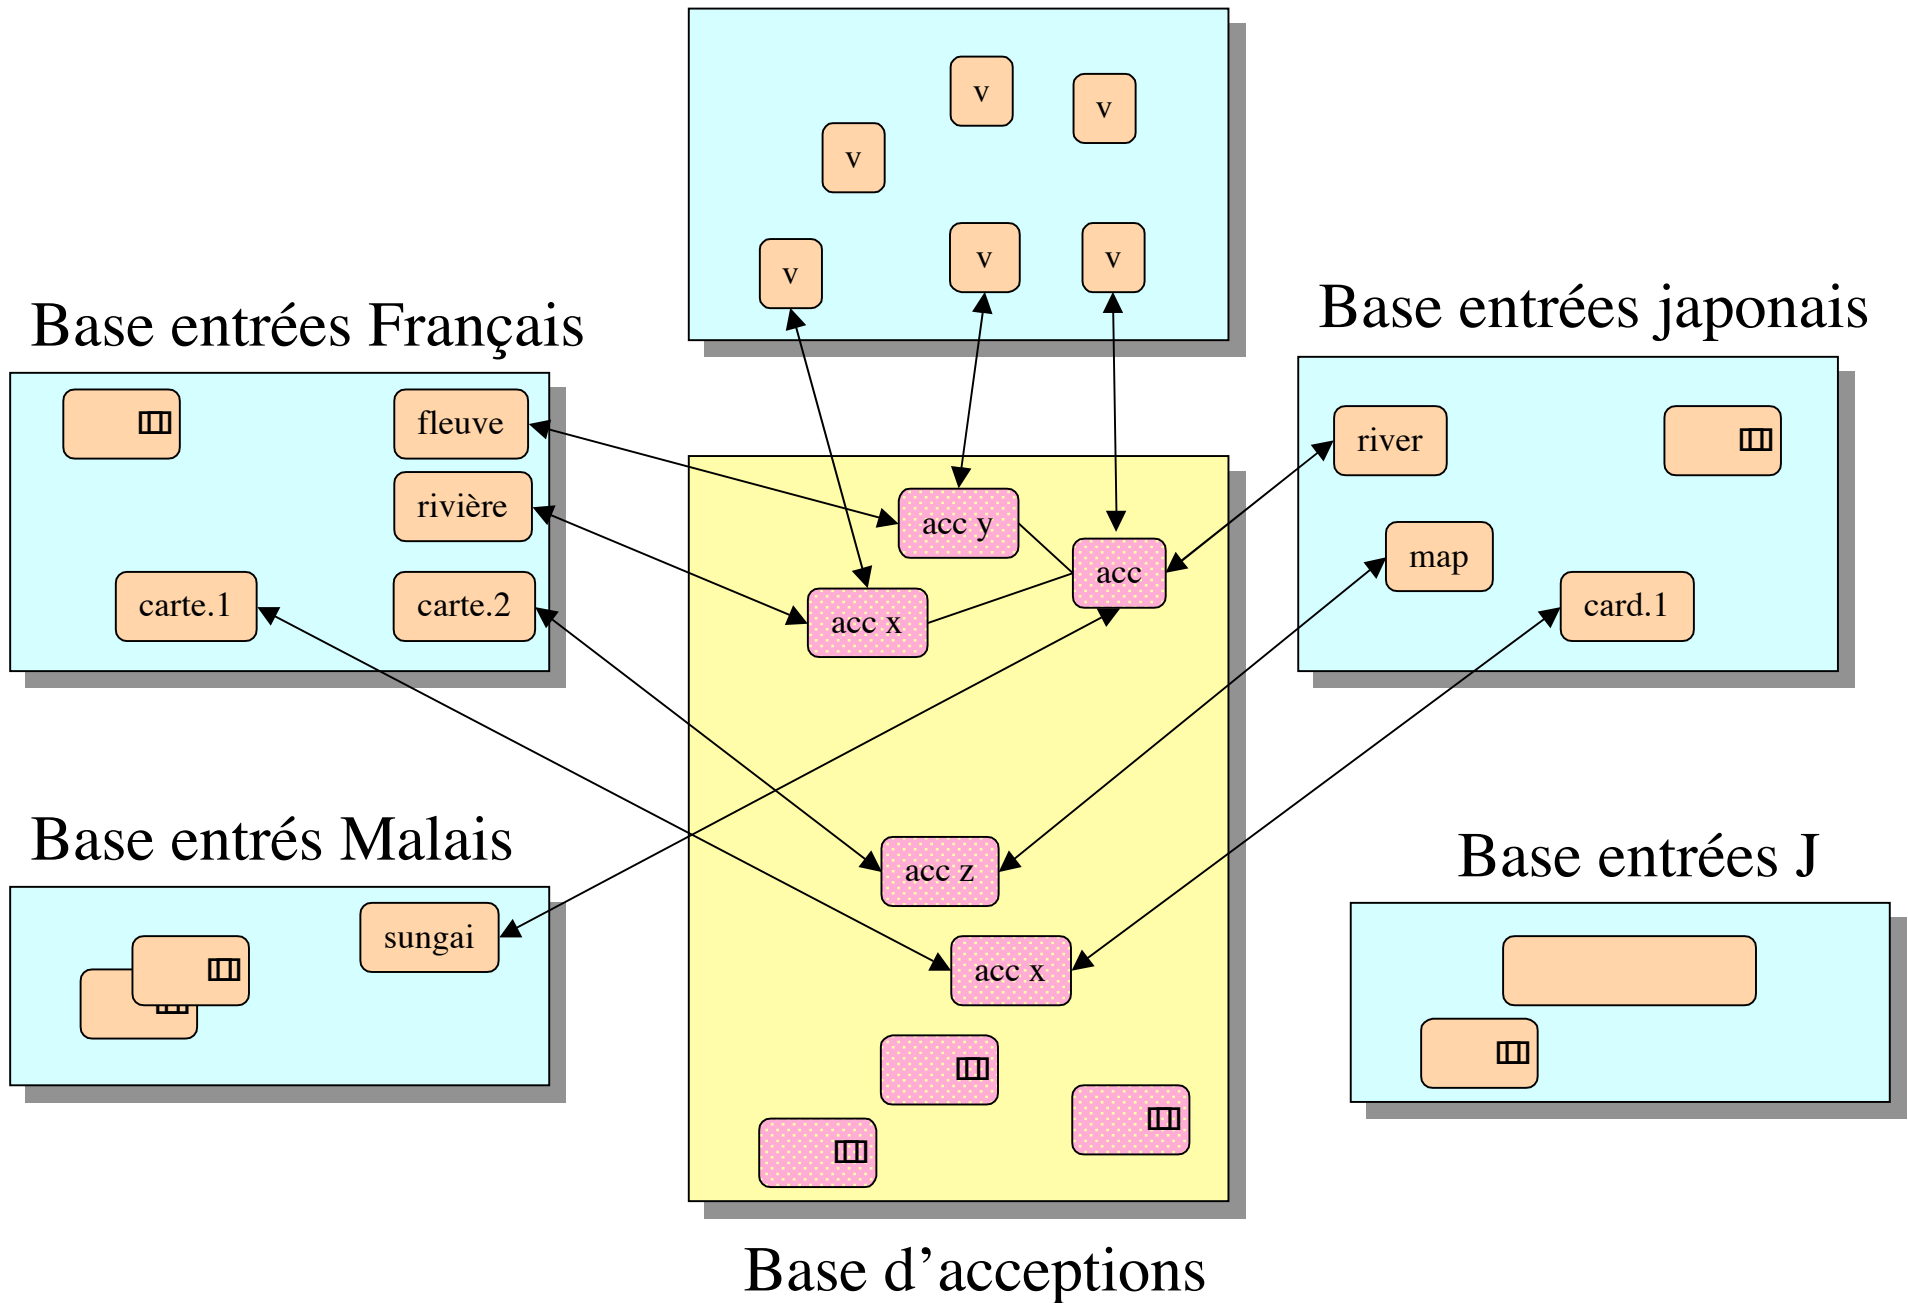 v
v
v
v
v
v
Base entrées Français
fleuve
rivière
carte.1
carte.2
Base entrées japonais
river
map
card.1
acc y
acc
acc x
acc z
acc x
Base entrés Malais
sungai
Base entrées J
Base d’acceptions